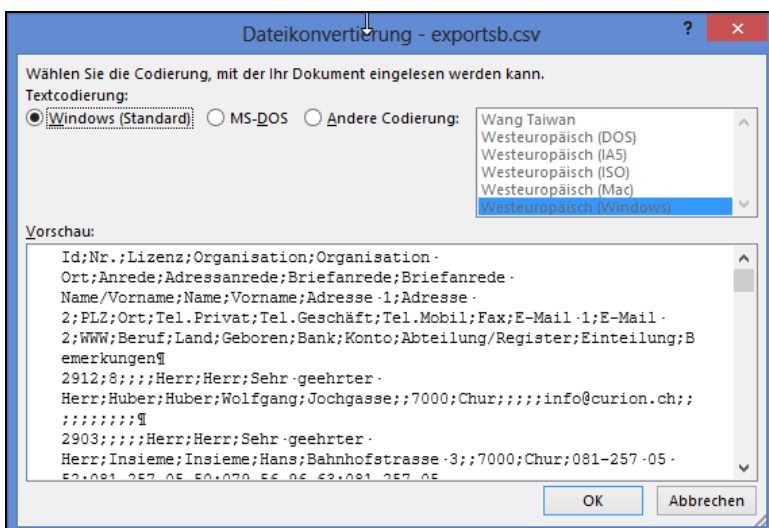 Dateikonvertierung - exportsb.csv
? ×
Wählen Sie die Codierung, mit der Ihr Dokument eingelesen werden kann.
Textcodierung:
Windows (Standard) MS-DOS Andere Codierung:
Wang Taiwan
Westeuropäisch (DOS)
Westeuropäisch (IA5)
Westeuropäisch (ISO)
Westeuropäisch (Mac)
Westeuropäisch (Windows)
Vorschau:
Id;Nr.;Lizenz;Organisation;Organisation·
Ort;Anrede;Adressanrede;Briefanrede;Briefanrede·
Name/Vorname;Name;Vorname;Adresse·1;Adresse·
2;PLZ;Ort;Tel.Privat;Tel.Geschäft;Tel.Mobil;Fax;E-Mail·1;E-Mail·
2;WWW;Beruf;Land;Geboren;Bank;Konto;Abteilung/Register;Einteilung;B
emerkungen¶
2912;8;;;;Herr;Herr;Sehr·geehrter·
Herr;Huber;Huber;Wolfgang;Jochgasse;;7000;Chur;;;;;info@curion.ch;;
;;;;;;;;;¶
2903;;;;;Herr;Herr;Sehr·geehrter·
Herr;Insieme;Insieme;Hans;Bahnhofstrasse·3;;7000;Chur;081-257·05·
OK Abbrechen